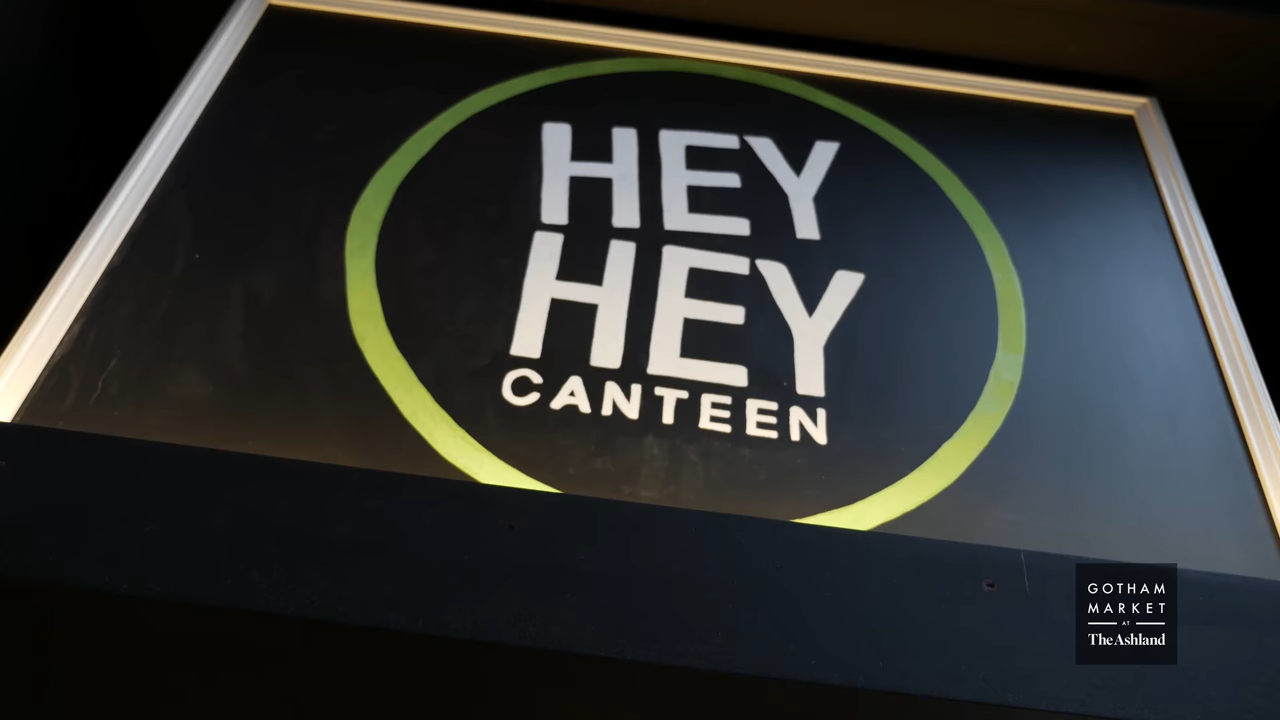 HEY
HEY
CANTEEN
GOTHAM
MARKET
AT
The Ashland